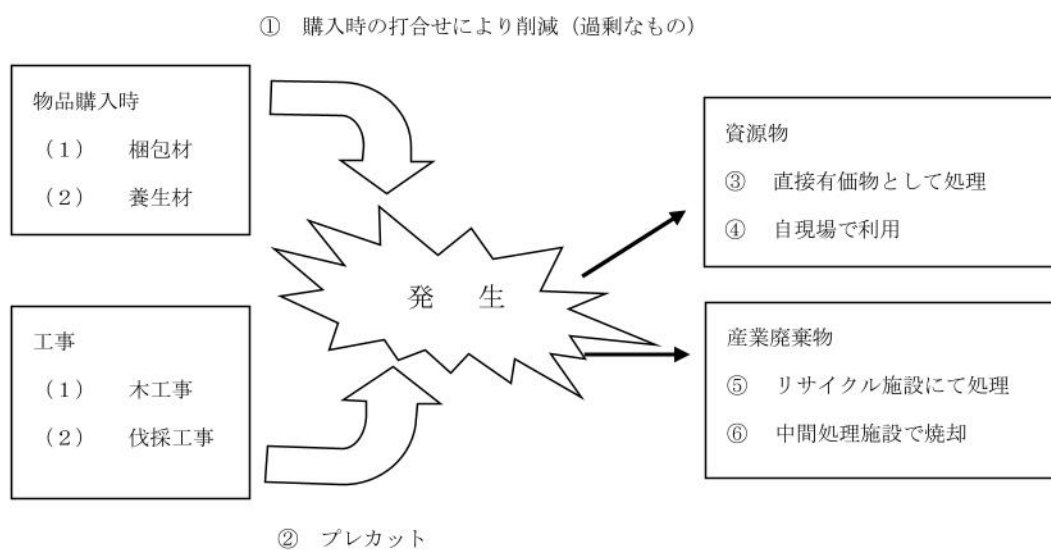 ① 購入時の打合せにより削減（過剰なもの）
物品購入時
（１） 梱包材
（２） 養生材
資源物
③ 直接有価物として処理
④ 自現場で利用
発 生
工事
（１） 木工事
（２） 伐採工事
産業廃棄物
⑤ リサイクル施設にて処理
⑥ 中間処理施設で焼却
② プレカット